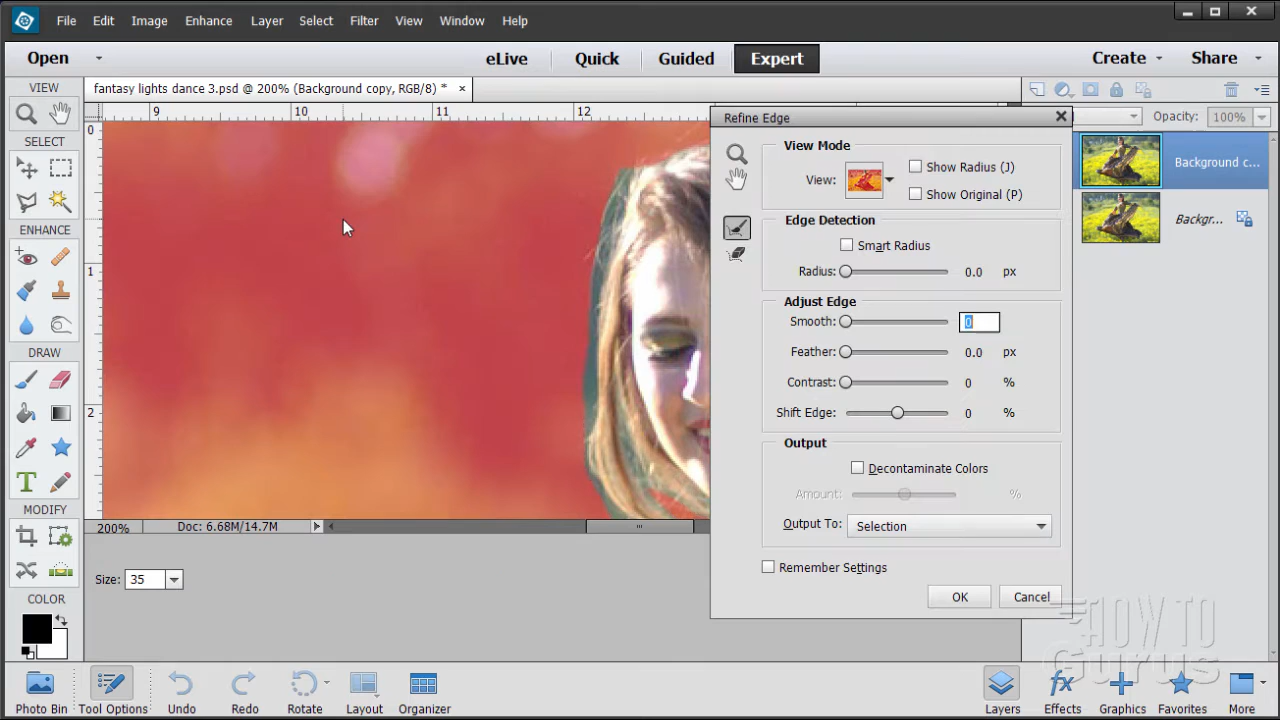 File Edit Image Enhance Layer Select Filter View Window Help
Open eLive Quick Guided Expert Create Share
VIEW
fantasy lights dance 3.psd @ 200% (Background copy, RGB/8) *
9 10 11 12
Opacity: 100%
0
1
2
SELECT
ENHANCE
DRAW
MODIFY
COLOR
Refine Edge
View Mode
View:
Show Radius (J)
Show Original (P)
Edge Detection
Smart Radius
Radius: 0.0 px
Adjust Edge
Smooth: 0
Feather: 0.0 px
Contrast: 0 %
Shift Edge: 0 %
Output
Decontaminate Colors
Amount: %
Output To: Selection
Remember Settings
OK Cancel
Background c...
Backgr...
200% Doc: 6.68M/14.7M
Size: 35
HOW TO
Gurus
Photo Bin Tool Options Undo Redo Rotate Layout Organizer Layers Effects Graphics Favorites More